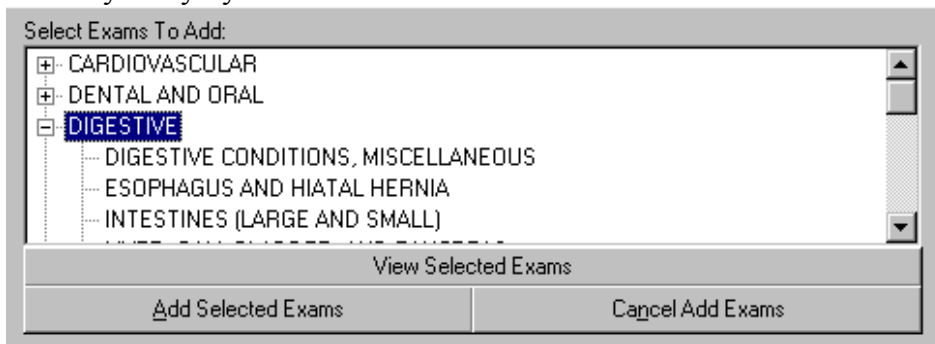 Select Exams To Add:
CARDIOVASCULAR
DENTAL AND ORAL
DIGESTIVE
DIGESTIVE CONDITIONS, MISCELLANEOUS
ESOPHAGUS AND HIATAL HERNIA
INTESTINES (LARGE AND SMALL)
View Selected Exams
Add Selected Exams Cancel Add Exams